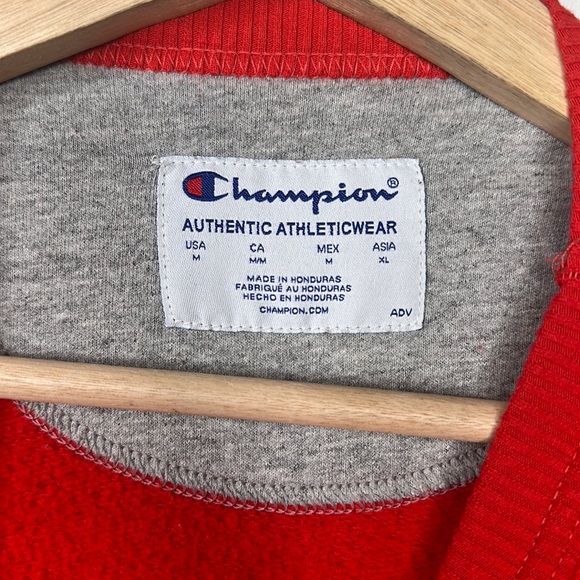 Champion®
AUTHENTIC ATHLETICWEAR
USA CA MEX ASIA
M M/M M XL
MADE IN HONDURAS
FABRIQUÉ AU HONDURAS
HECHO EN HONDURAS
CHAMPION.COM
ADV